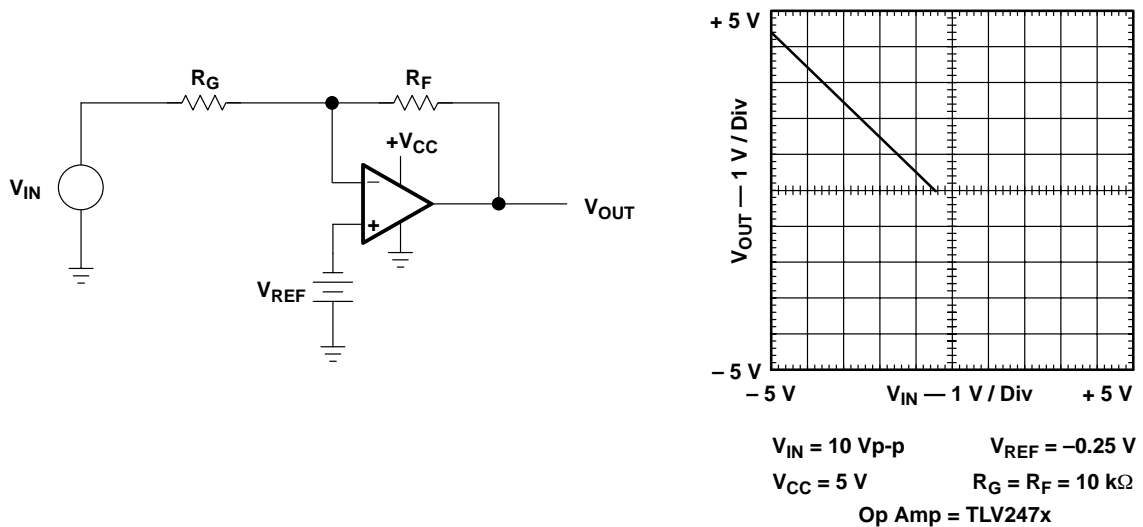 R_G
R_F
+V_CC
V_IN
−
+
V_OUT
V_REF
+ 5 V
V_OUT — 1 V / Div
– 5 V
– 5 V
V_IN — 1 V / Div
+ 5 V
V_IN = 10 Vp-p
V_REF = –0.25 V
V_CC = 5 V
R_G = R_F = 10 kΩ
Op Amp = TLV247x